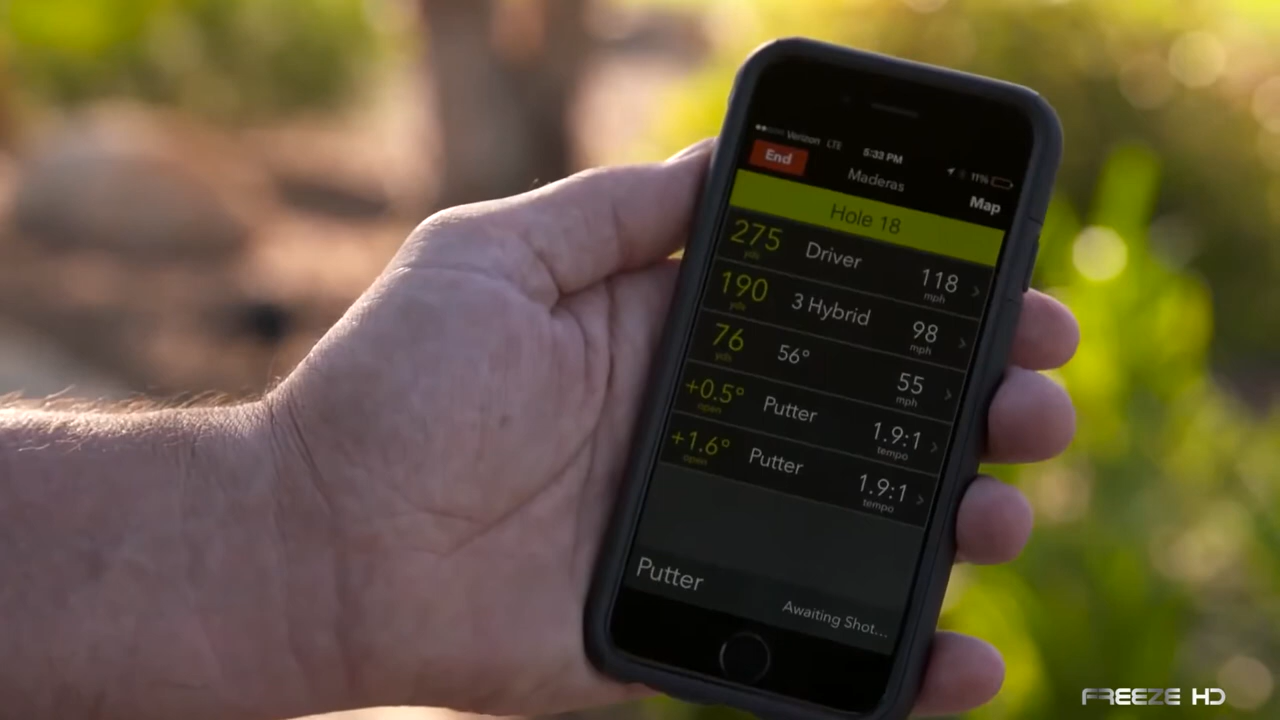 Verizon LTE 5:33 PM 11%
End Maderas Map
Hole 18
275 yds Driver 118 mph
190 yds 3 Hybrid 98 mph
76 yds 56° 55 mph
+0.5° open Putter 1.9:1 tempo
+1.6° open Putter 1.9:1 tempo
Putter
Awaiting Shot...
FREEZE HD